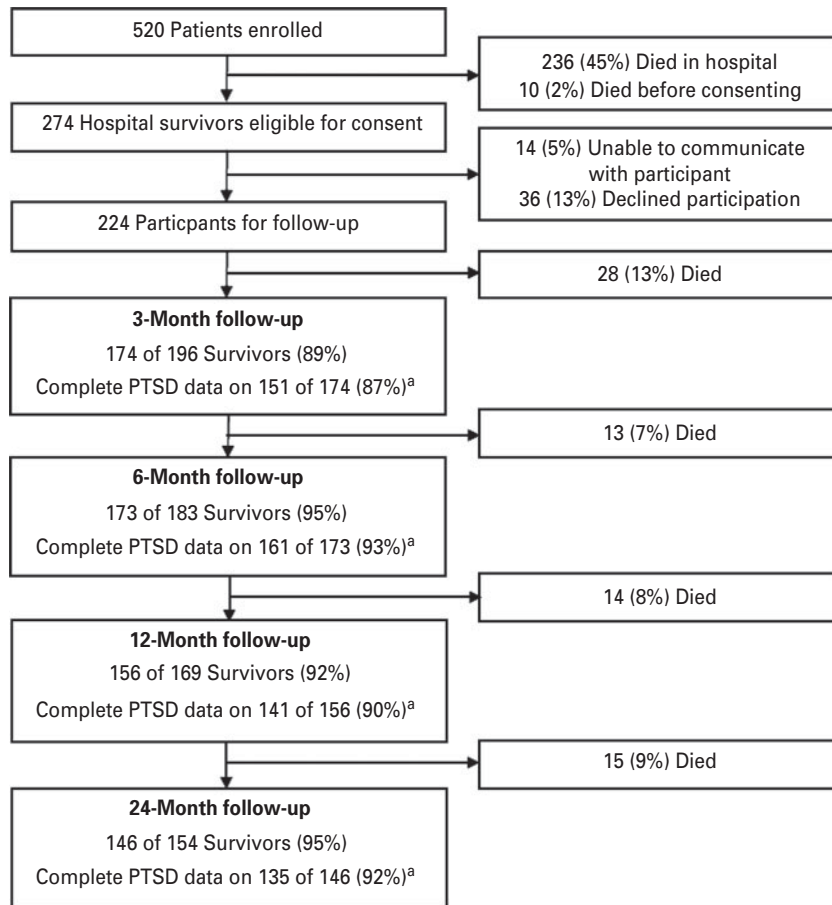 520 Patients enrolled
236 (45%) Died in hospital
10 (2%) Died before consenting
274 Hospital survivors eligible for consent
14 (5%) Unable to communicate
with participant
36 (13%) Declined participation
224 Particpants for follow-up
28 (13%) Died
3-Month follow-up
174 of 196 Survivors (89%)
Complete PTSD data on 151 of 174 (87%)ᵃ
13 (7%) Died
6-Month follow-up
173 of 183 Survivors (95%)
Complete PTSD data on 161 of 173 (93%)ᵃ
14 (8%) Died
12-Month follow-up
156 of 169 Survivors (92%)
Complete PTSD data on 141 of 156 (90%)ᵃ
15 (9%) Died
24-Month follow-up
146 of 154 Survivors (95%)
Complete PTSD data on 135 of 146 (92%)ᵃ